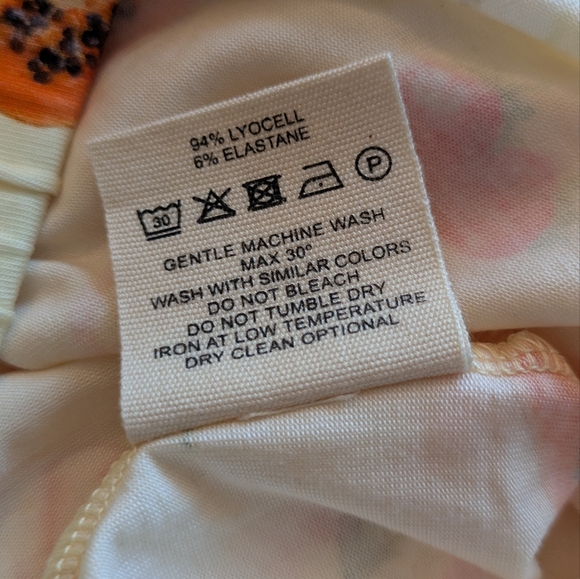 94% LYOCELL
6% ELASTANE
30 P
GENTLE MACHINE WASH
MAX 30°
WASH WITH SIMILAR COLORS
DO NOT BLEACH
DO NOT TUMBLE DRY
IRON AT LOW TEMPERATURE
DRY CLEAN OPTIONAL